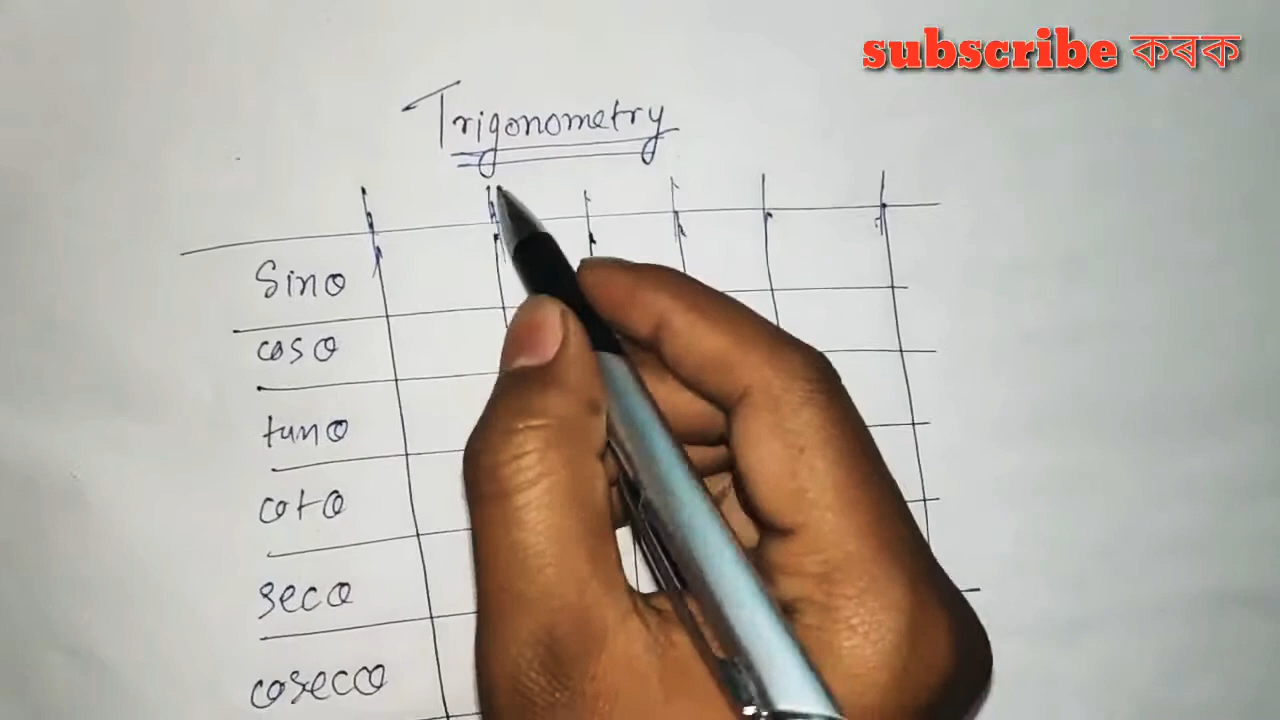 subscribe কৰক
Trigonometry
Sinθ
cosθ
tanθ
cotθ
secθ
cosecθ